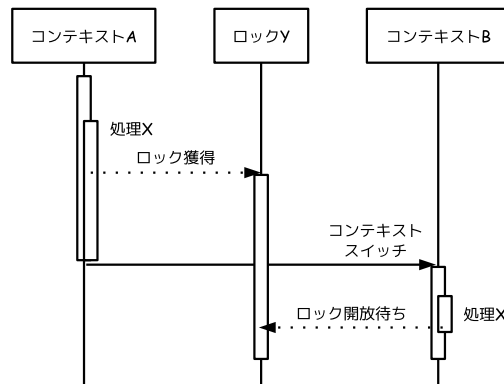 コンテキストA
ロックY
コンテキストB
処理X
ロック獲得
コンテキスト
スイッチ
ロック開放待ち
処理X